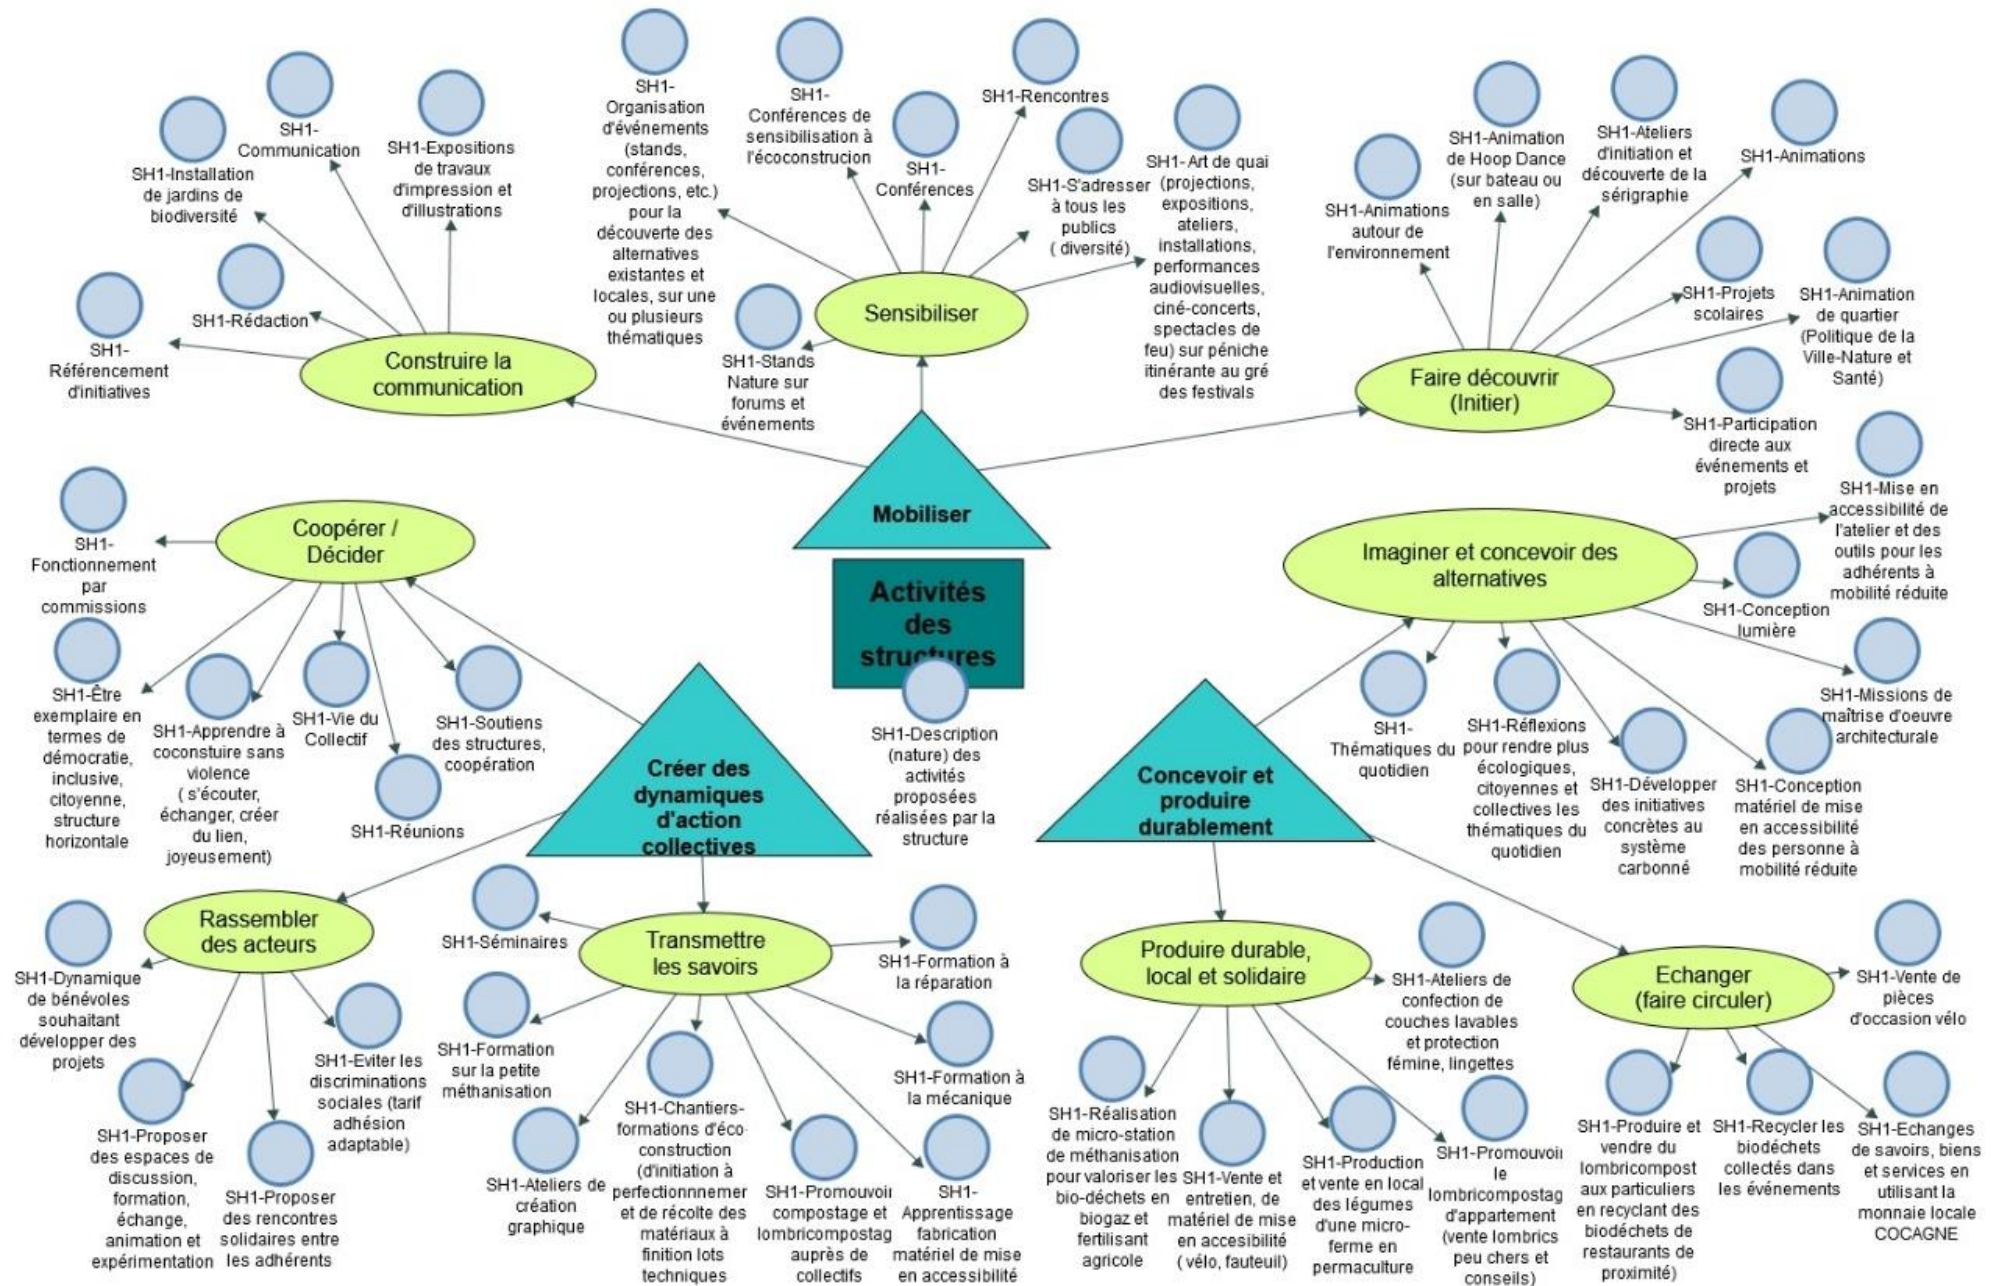 SH1-
Communication
SH1-Installation
de jardins de
biodiversité
SH1-Expositions
de travaux
d'impression et
d'illustrations
SH1-Rédaction
SH1-
Référencement
d'initiatives
Construire la
communication
SH1-
Organisation
d'événements
(stands,
conférences,
projections, etc.)
pour la
découverte des
alternatives
existantes et
locales, sur une
ou plusieurs
thématiques
SH1-
Conférences de
sensibilisation à
l'écoconstrucion
SH1-
Conférences
SH1-Rencontres
SH1-S'adresser
à tous les
publics
( diversité)
SH1- Art de quai
(projections,
expositions,
ateliers,
installations,
performances
audiovisuelles,
ciné-concerts,
spectacles de
feu) sur péniche
itinérante au gré
des festivals
SH1-Stands
Nature sur
forums et
événements
Sensibiliser
SH1-Animations
autour de
l'environnement
SH1-Animation
de Hoop Dance
(sur bateau ou
en salle)
SH1-Ateliers
d'initiation et
découverte de la
sérigraphie
SH1-Animations
SH1-Projets
scolaires
SH1-Animation
de quartier
(Politique de la
Ville-Nature et
Santé)
SH1-Participation
directe aux
événements et
projets
Faire découvrir
(Initier)
Mobiliser
Activités
des
structures
SH1-Description
(nature) des
activités
proposées
réalisées par la
structure
Coopérer /
Décider
SH1-
Fonctionnement
par
commissions
SH1-Être
exemplaire en
termes de
démocratie,
inclusive,
citoyenne,
structure
horizontale
SH1-Apprendre à
coconstuire sans
violence
( s'écouter,
échanger, créer
du lien,
joyeusement)
SH1-Vie du
Collectif
SH1-Réunions
SH1-Soutiens
des structures,
coopération
Créer des
dynamiques
d'action
collectives
Rassembler
des acteurs
SH1-Dynamique
de bénévoles
souhaitant
développer des
projets
SH1-Proposer
des espaces de
discussion,
formation,
échange,
animation et
expérimentation
SH1-Proposer
des rencontres
solidaires entre
les adhérents
SH1-Eviter les
discriminations
sociales (tarif
adhésion
adaptable)
Transmettre
les savoirs
SH1-Séminaires
SH1-Formation
sur la petite
méthanisation
SH1-Ateliers de
création
graphique
SH1-Chantiers-
formations d'éco-
construction
(d'initiation à
perfectionnnemer
et de récolte des
matériaux à
finition lots
techniques
SH1-Promouvoir
compostage et
lombricompostag
auprès de
collectifs
SH1-
Apprentissage
fabrication
matériel de mise
en accessibilité
SH1-Formation à
la mécanique
SH1-Formation à
la réparation
Imaginer et concevoir des
alternatives
SH1-Mise en
accessibilité de
l'atelier et des
outils pour les
adhérents à
mobilité réduite
SH1-Conception
lumière
SH1-Missions de
maîtrise d'oeuvre
architecturale
SH1-
Thématiques du
quotidien
SH1-Réflexions
pour rendre plus
écologiques,
citoyennes et
collectives les
thématiques du
quotidien
SH1-Développer
des initiatives
concrètes au
système
carbonné
SH1-Conception
matériel de mise
en accessibilité
des personne à
mobilité réduite
Concevoir et
produire
durablement
Produire durable,
local et solidaire
SH1-Ateliers de
confection de
couches lavables
et protection
fémine, lingettes
SH1-Réalisation
de micro-station
de méthanisation
pour valoriser les
bio-déchets en
biogaz et
fertilisant
agricole
SH1-Vente et
entretien, de
matériel de mise
en accesibilité
( vélo, fauteuil)
SH1-Production
et vente en local
des légumes
d'une micro-
ferme en
permaculture
SH1-Promouvoir
le
lombricompostag
d'appartement
(vente lombrics
peu chers et
conseils)
Echanger
(faire circuler)
SH1-Vente de
pièces
d'occasion vélo
SH1-Produire et
vendre du
lombricompost
aux particuliers
en recyclant des
biodéchets de
restaurants de
proximité)
SH1-Recycler les
biodéchets
collectés dans
les événements
SH1-Echanges
de savoirs, biens
et services en
utilisant la
monnaie locale
COCAGNE